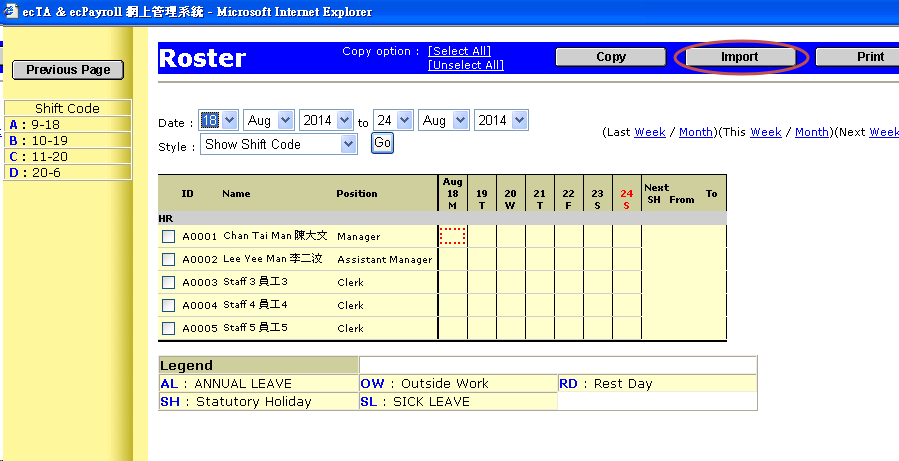 ecTA & ecPayroll 網上管理系統 - Microsoft Internet Explorer
Previous Page
Shift Code
A : 9-18
B : 10-19
C : 11-20
D : 20-6
Roster
Copy option : [Select All]
[Unselect All]
Copy
Import
Print
Date : 18 Aug 2014 to 24 Aug 2014
Style : Show Shift Code Go
(Last Week / Month)(This Week / Month)(Next Week
ID Name Position Aug 18 M 19 T 20 W 21 T 22 F 23 S 24 S Next SH From To
HR
A0001 Chan Tai Man 陳大文 Manager
A0002 Lee Yee Man 李二汶 Assistant Manager
A0003 Staff 3 員工3 Clerk
A0004 Staff 4 員工4 Clerk
A0005 Staff 5 員工5 Clerk
Legend
AL : ANNUAL LEAVE OW : Outside Work RD : Rest Day
SH : Statutory Holiday SL : SICK LEAVE